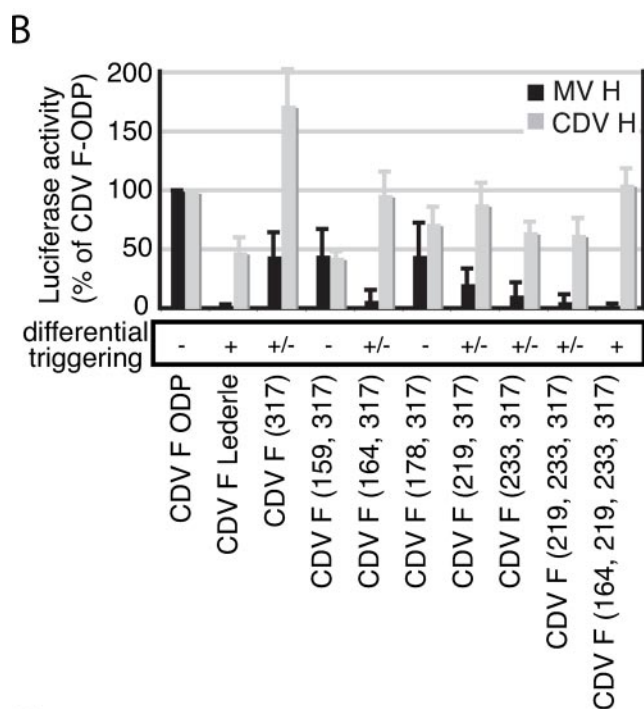 B
200
150
100
50
0
Luciferase activity
(% of CDV F-ODP)
MV H
CDV H
differential
triggering
- + +/- - +/- - +/- +/- +/- +
CDV F ODP
CDV F Lederle
CDV F (317)
CDV F (159, 317)
CDV F (164, 317)
CDV F (178, 317)
CDV F (219, 317)
CDV F (233, 317)
CDV F (219, 233, 317)
CDV F (164, 219, 233, 317)